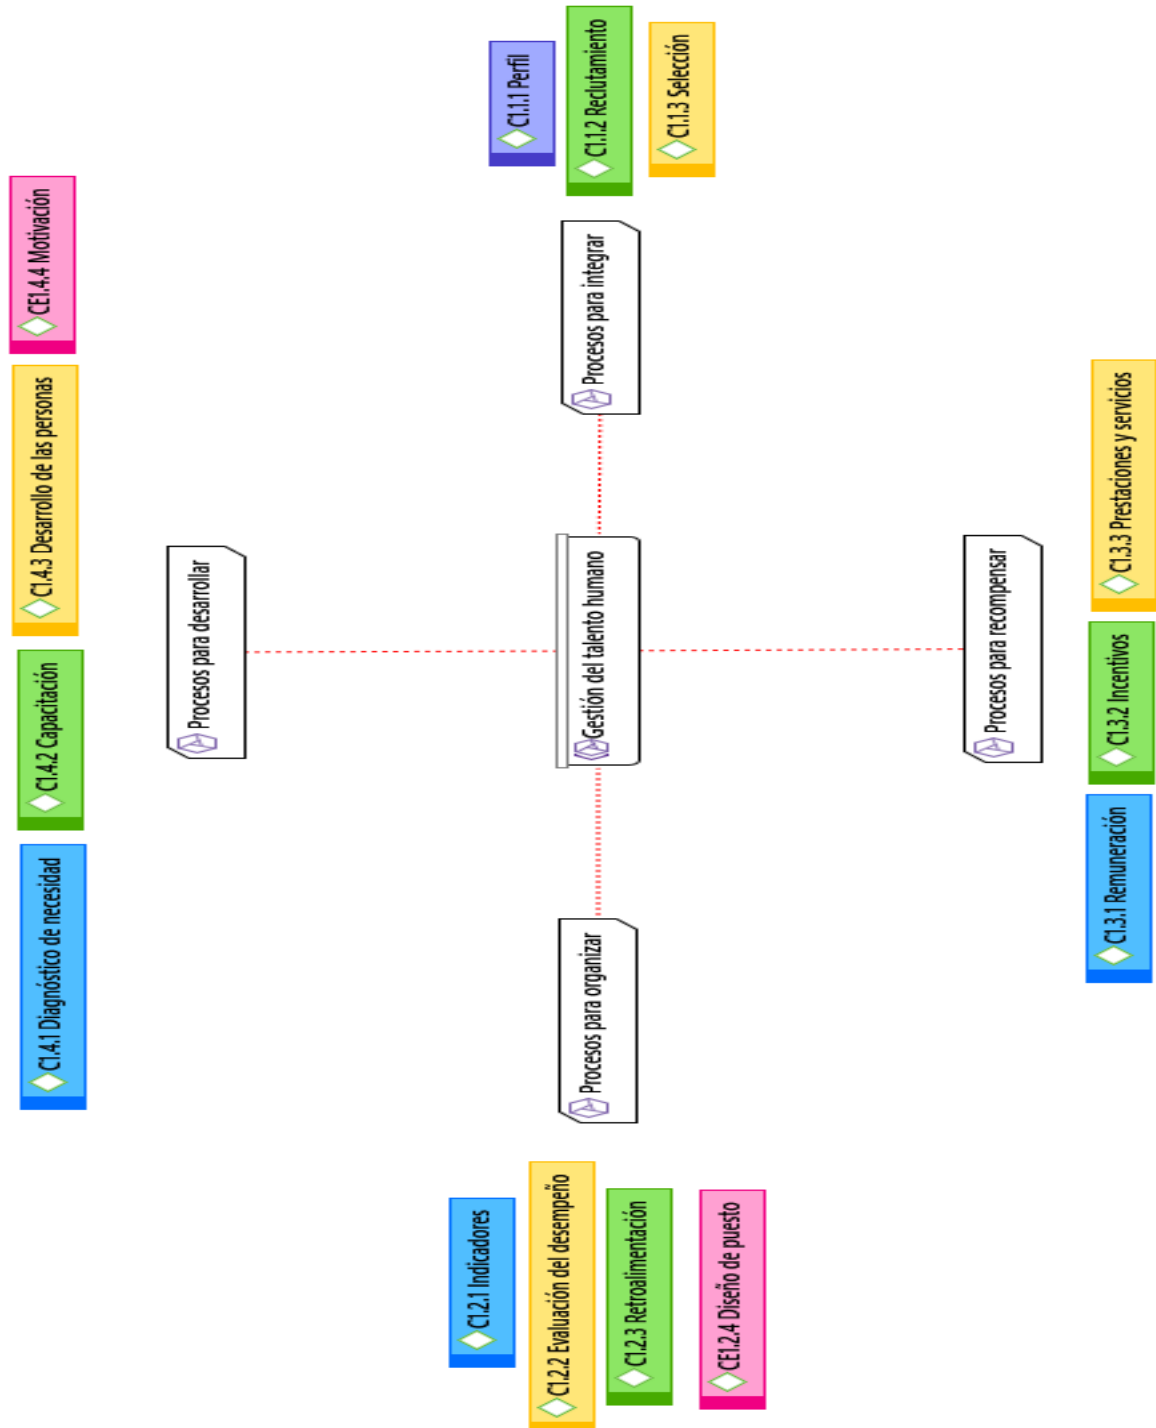 C1.4.1 Diagnóstico de necesidad
C1.4.2 Capacitación
C1.4.3 Desarrollo de las personas
CE1.4.4 Motivación
Procesos para desarrollar
C1.2.1 Indicadores
C1.2.2 Evaluación del desempeño
C1.2.3 Retroalimentación
CE1.2.4 Diseño de puesto
Procesos para organizar
Gestión del talento humano
Procesos para integrar
C1.1.1 Perfil
C1.1.2 Reclutamiento
C1.1.3 Selección
Procesos para recompensar
C1.3.1 Remuneración
C1.3.2 Incentivos
C1.3.3 Prestaciones y servicios